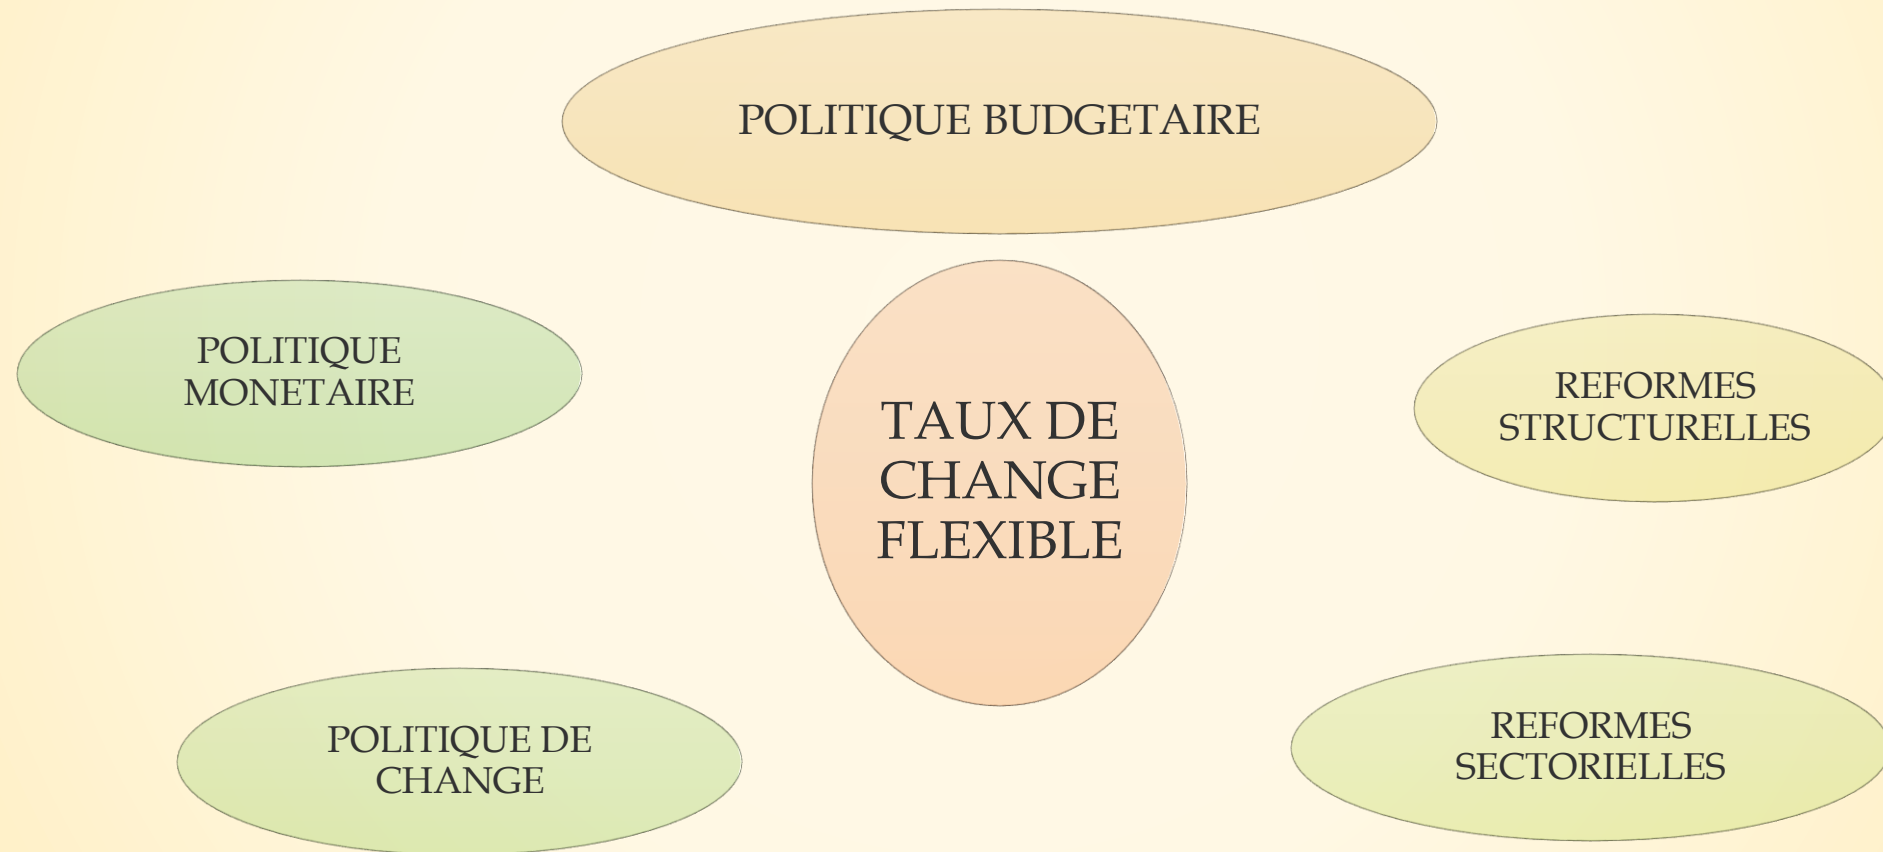 POLITIQUE BUDGETAIRE
POLITIQUE
MONETAIRE
TAUX DE
CHANGE
FLEXIBLE
REFORMES
STRUCTURELLES
POLITIQUE DE
CHANGE
REFORMES
SECTORIELLES